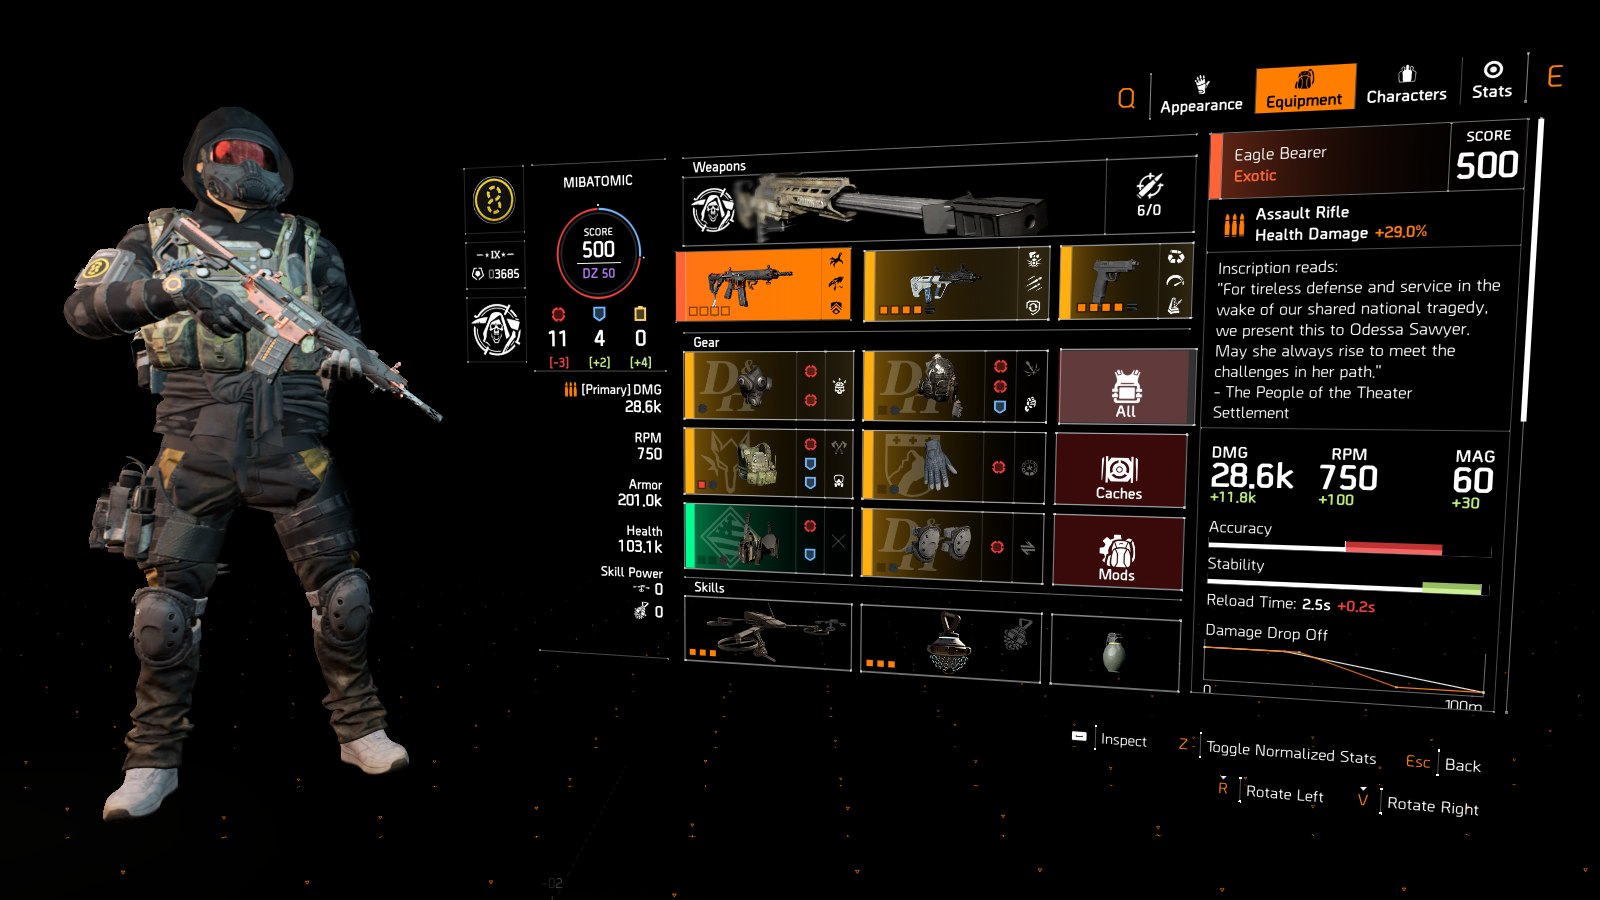 Q
Appearance
Equipment
Characters
Stats
E
MIBATOMIC
SCORE
500
DZ 50
IX
03685
11
4
0
[-3]
[+2]
[+4]
[Primary] DMG
28.6k
RPM
750
Armor
201.0k
Health
103.1k
Skill Power
0
0
Weapons
6/0
Gear
All
Caches
Mods
Skills
Eagle Bearer
Exotic
SCORE
500
Assault Rifle
Health Damage +29.0%
Inscription reads:
"For tireless defense and service in the
wake of our shared national tragedy,
we present this to Odessa Sawyer.
May she always rise to meet the
challenges in her path."
- The People of the Theater
Settlement
DMG
28.6k
+11.8k
RPM
750
+100
MAG
60
+30
Accuracy
Stability
Reload Time: 2.5s +0.2s
Damage Drop Off
0
100m
Inspect
Z Toggle Normalized Stats
Esc Back
R Rotate Left
V Rotate Right